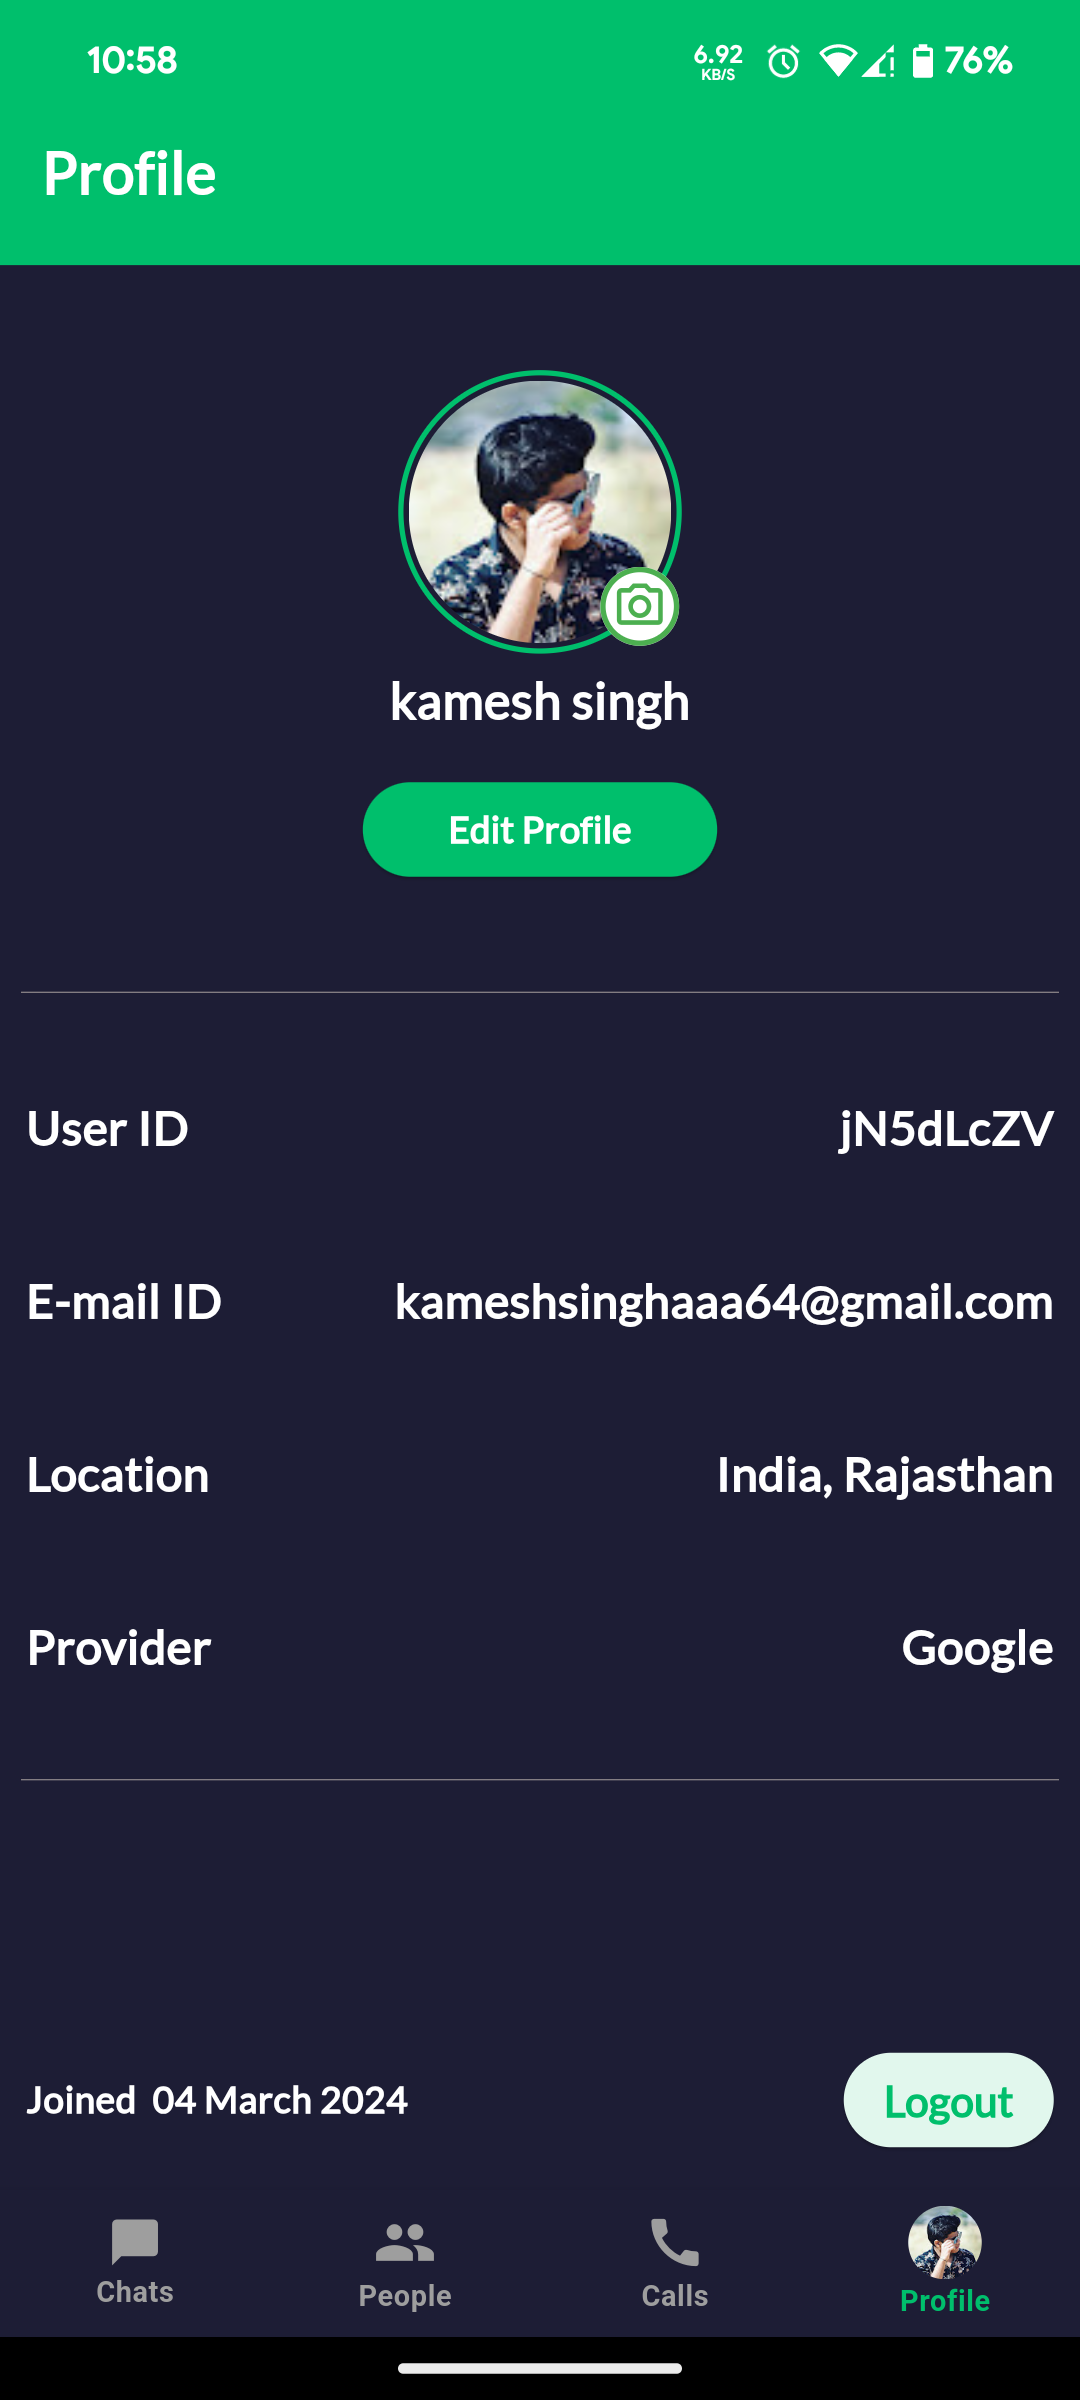 10:58
6.92
KB/S
76%
Profile
kamesh singh
Edit Profile
User ID jN5dLcZV
E-mail ID kameshsinghaaa64@gmail.com
Location India, Rajasthan
Provider Google
Joined 04 March 2024
Logout
Chats People Calls Profile